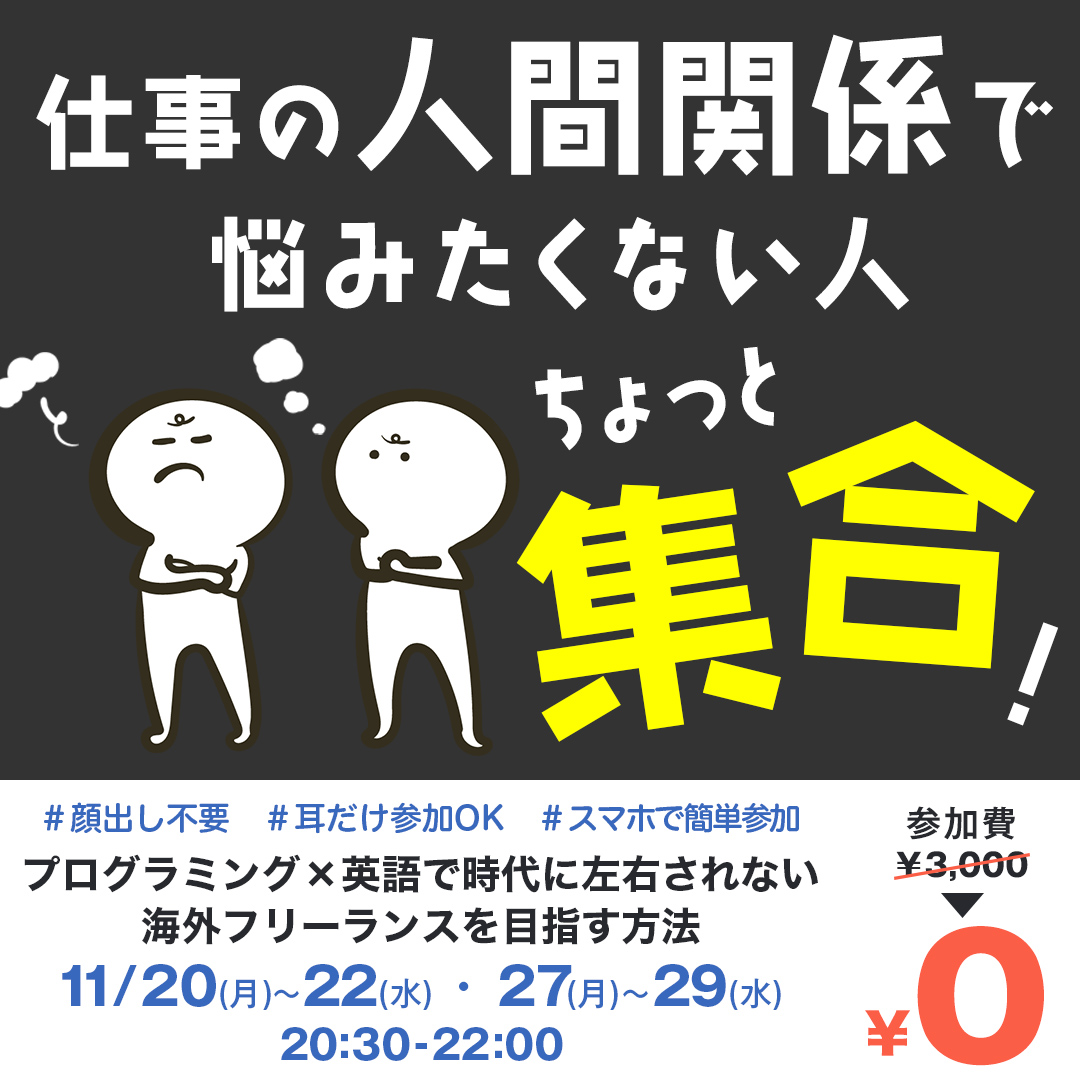 仕事の人間関係で
悩みたくない人
ちょっと
集合!
#顔出し不要 #耳だけ参加OK #スマホで簡単参加
プログラミング×英語で時代に左右されない
海外フリーランスを目指す方法
11/20(月)~22(水)・27(月)~29(水)
20:30-22:00
参加費
¥3,000
¥0